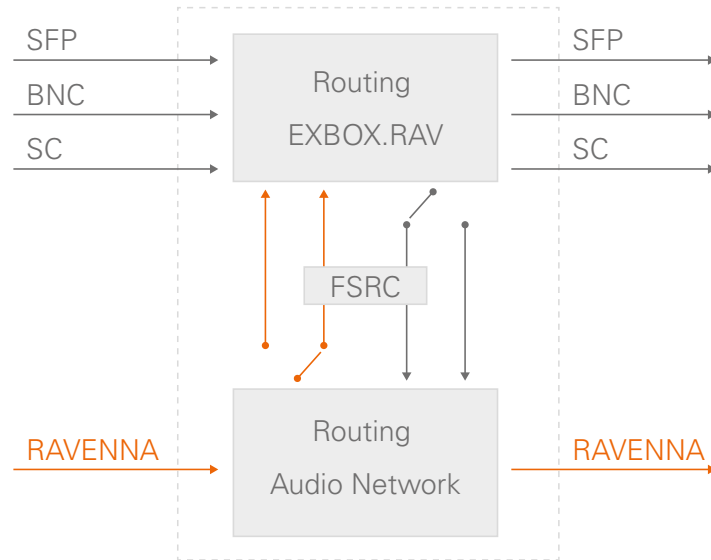 SFP
BNC
SC
Routing
EXBOX.RAV
SFP
BNC
SC
FSRC
RAVENNA
Routing
Audio Network
RAVENNA